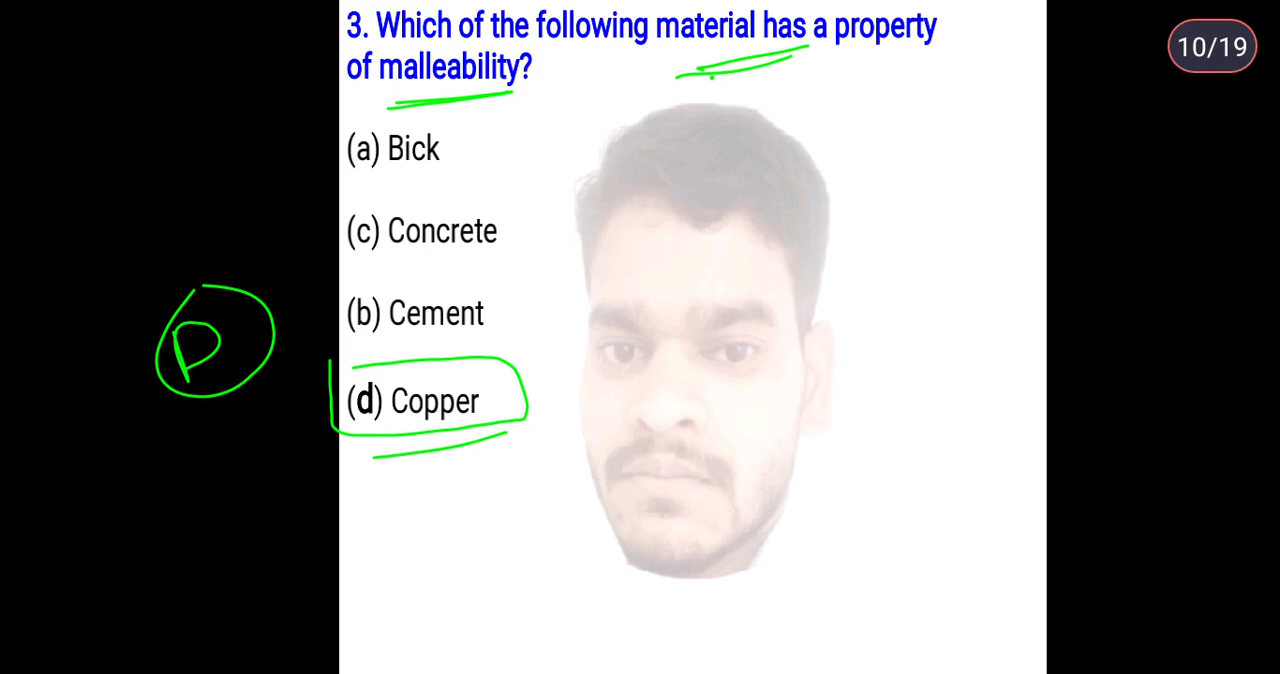 3. Which of the following material has a property
of malleability?
10/19
(a) Bick
(c) Concrete
(b) Cement
D
(d) Copper